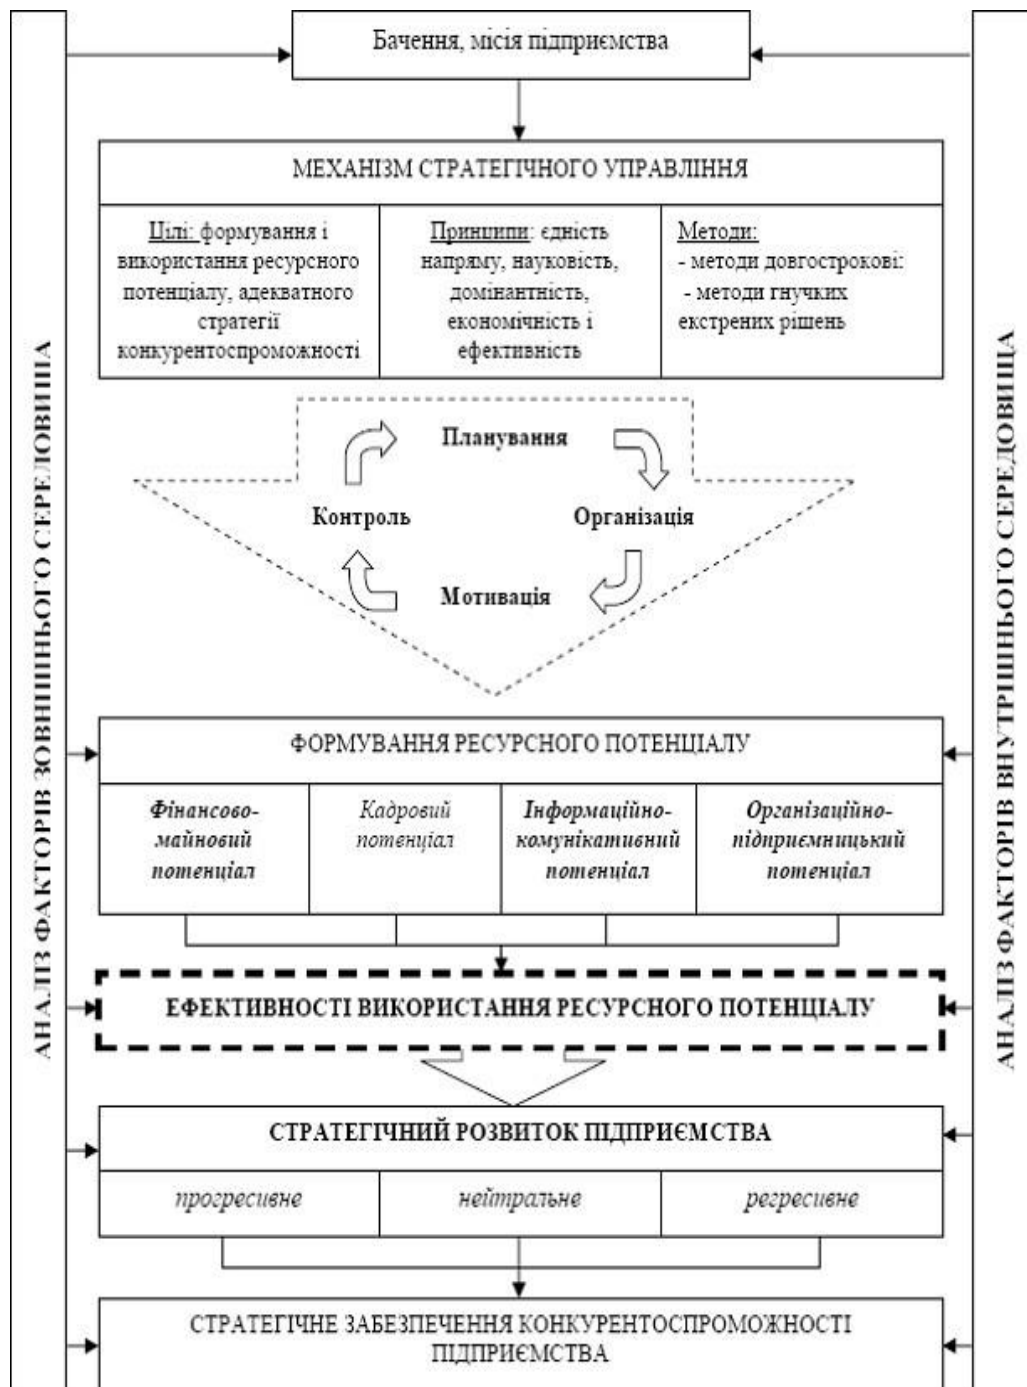 Бачення, місія підприємства
МЕХАНІЗМ СТРАТЕГІЧНОГО УПРАВЛІННЯ
Цілі: формування і
використання ресурсного
потенціалу, адекватного
стратегії
конкурентоспроможності
Принципи: єдність
напряму, науковість,
домінантність,
економічність і
ефективність
Методи:
- методи довгострокові:
- методи гнучких
екстрених рішень
Планування
Контроль
Організація
Мотивація
ФОРМУВАННЯ РЕСУРСНОГО ПОТЕНЦІАЛУ
Фінансово-
майновий
потенціал
Кадровий
потенціал
Інформаційно-
комунікативний
потенціал
Організаційно-
підприємницький
потенціал
ЕФЕКТИВНОСТІ ВИКОРИСТАННЯ РЕСУРСНОГО ПОТЕНЦІАЛУ
СТРАТЕГІЧНИЙ РОЗВИТОК ПІДПРИЄМСТВА
прогресивне
нейтральне
регресивне
СТРАТЕГІЧНЕ ЗАБЕЗПЕЧЕННЯ КОНКУРЕНТОСПРОМОЖНОСТІ
ПІДПРИЄМСТВА
АНАЛІЗ ФАКТОРІВ ЗОВНІШНЬОГО СЕРЕДОВИЩА
АНАЛІЗ ФАКТОРІВ ВНУТРІШНЬОГО СЕРЕДОВИЩА